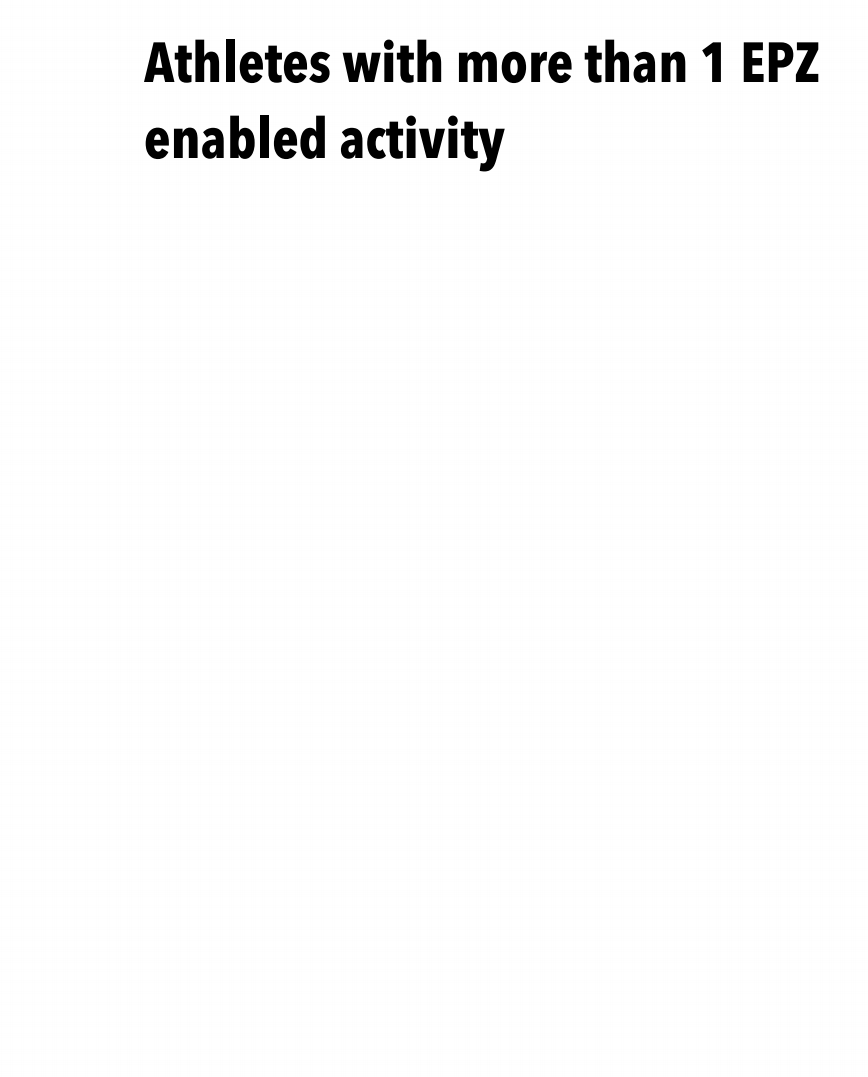 Athletes with more than 1 EPZ
enabled activity